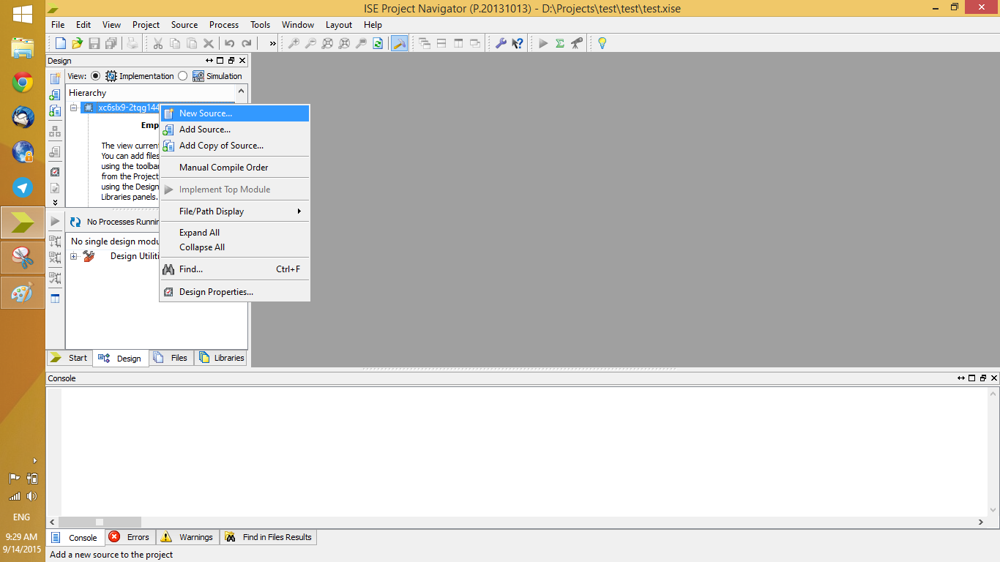 ISE Project Navigator (P.20131013) - D:\Projects\test\test\test.xise
File Edit View Project Source Process Tools Window Layout Help
Design
View: Implementation Simulation
Hierarchy
xc6slx9-2tqg144
Emp
The view curren
You can add files
using the toolbar
from the Project
using the Design
Libraries panels.
New Source...
Add Source...
Add Copy of Source...
Manual Compile Order
Implement Top Module
File/Path Display
Expand All
Collapse All
Find... Ctrl+F
Design Properties...
No Processes Runnin
No single design modu
Design Utiliti
Start Design Files Libraries
Console
Console Errors Warnings Find in Files Results
Add a new source to the project
ENG
9:29 AM
9/14/2015